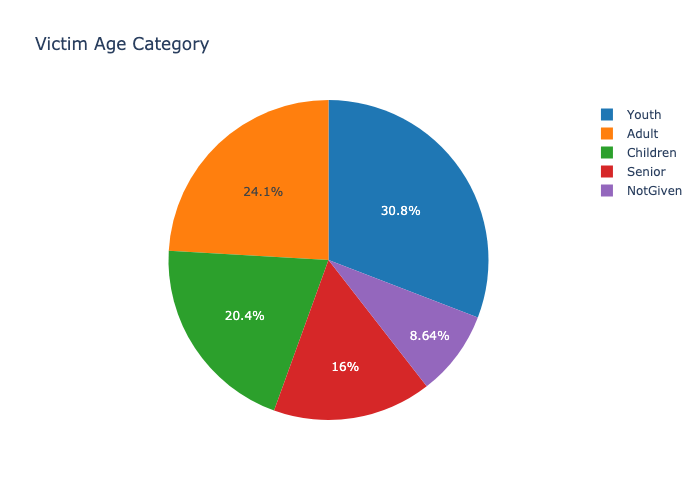 Victim Age Category
Youth
Adult
Children
Senior
NotGiven
24.1%
30.8%
20.4%
8.64%
16%